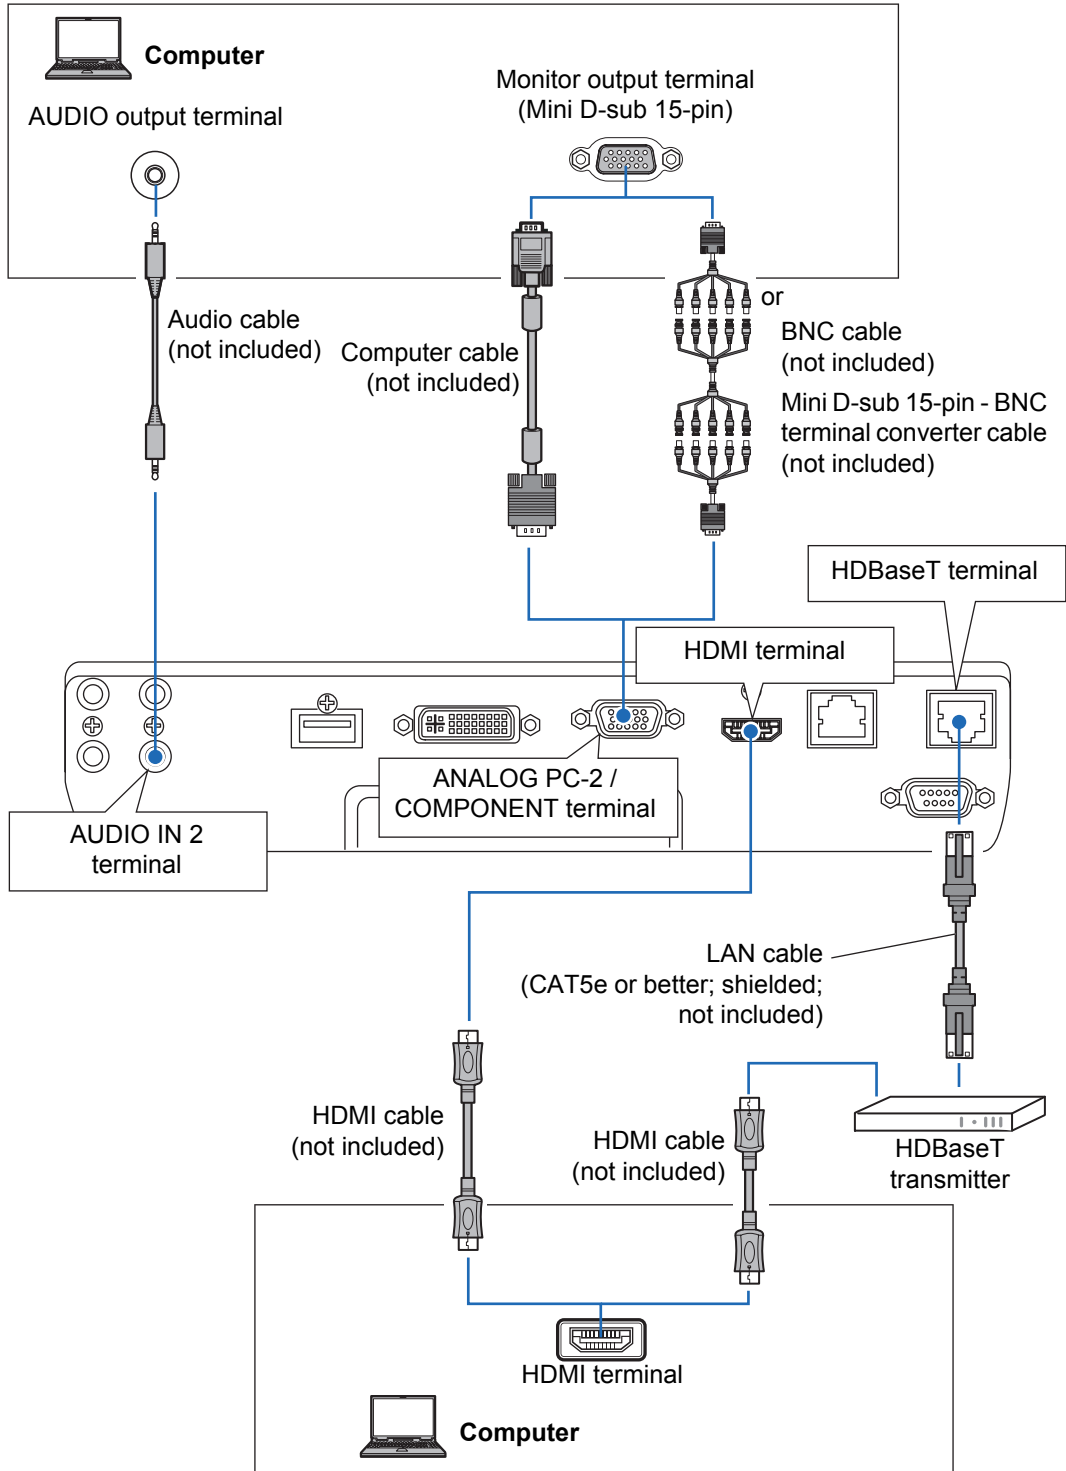 Computer
AUDIO output terminal
Monitor output terminal
(Mini D-sub 15-pin)
or
Audio cable
(not included)
Computer cable
(not included)
BNC cable
(not included)
Mini D-sub 15-pin - BNC
terminal converter cable
(not included)
HDBaseT terminal
HDMI terminal
ANALOG PC-2 /
COMPONENT terminal
AUDIO IN 2
terminal
LAN cable
(CAT5e or better; shielded;
not included)
HDMI cable
(not included)
HDMI cable
(not included)
HDBaseT
transmitter
HDMI terminal
Computer